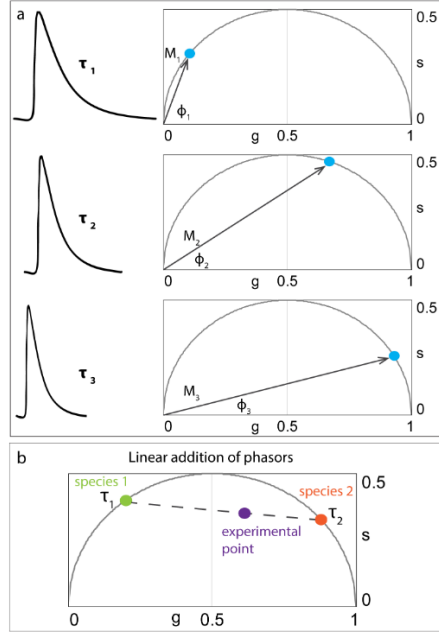 a
τ1
M1
ϕ1
0.5
s
0
0 0.5 1
g
τ2
M2
ϕ2
0.5
s
0
0 0.5 1
g
τ3
M3
ϕ3
0.5
s
0
0 0.5 1
g
b
Linear addition of phasors
species 1
τ1
species 2
τ2
experimental
point
0.5
s
0
0 g 0.5 1